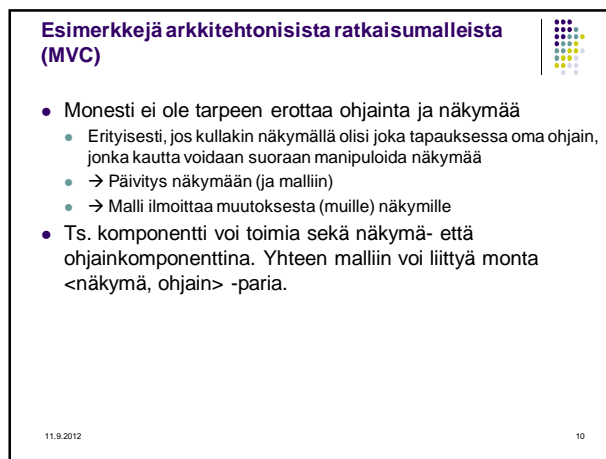 Esimerkkejä arkkitehtonisista ratkaisumalleista
(MVC)
Monesti ei ole tarpeen erottaa ohjainta ja näkymää
Erityisesti, jos kullakin näkymällä olisi joka tapauksessa oma ohjain,
jonka kautta voidaan suoraan manipuloida näkymää
→ Päivitys näkymään (ja malliin)
→ Malli ilmoittaa muutoksesta (muille) näkymille
Ts. komponentti voi toimia sekä näkymä- että
ohjainkomponenttina. Yhteen malliin voi liittyä monta
<näkymä, ohjain> -paria.
11.9.2012
10